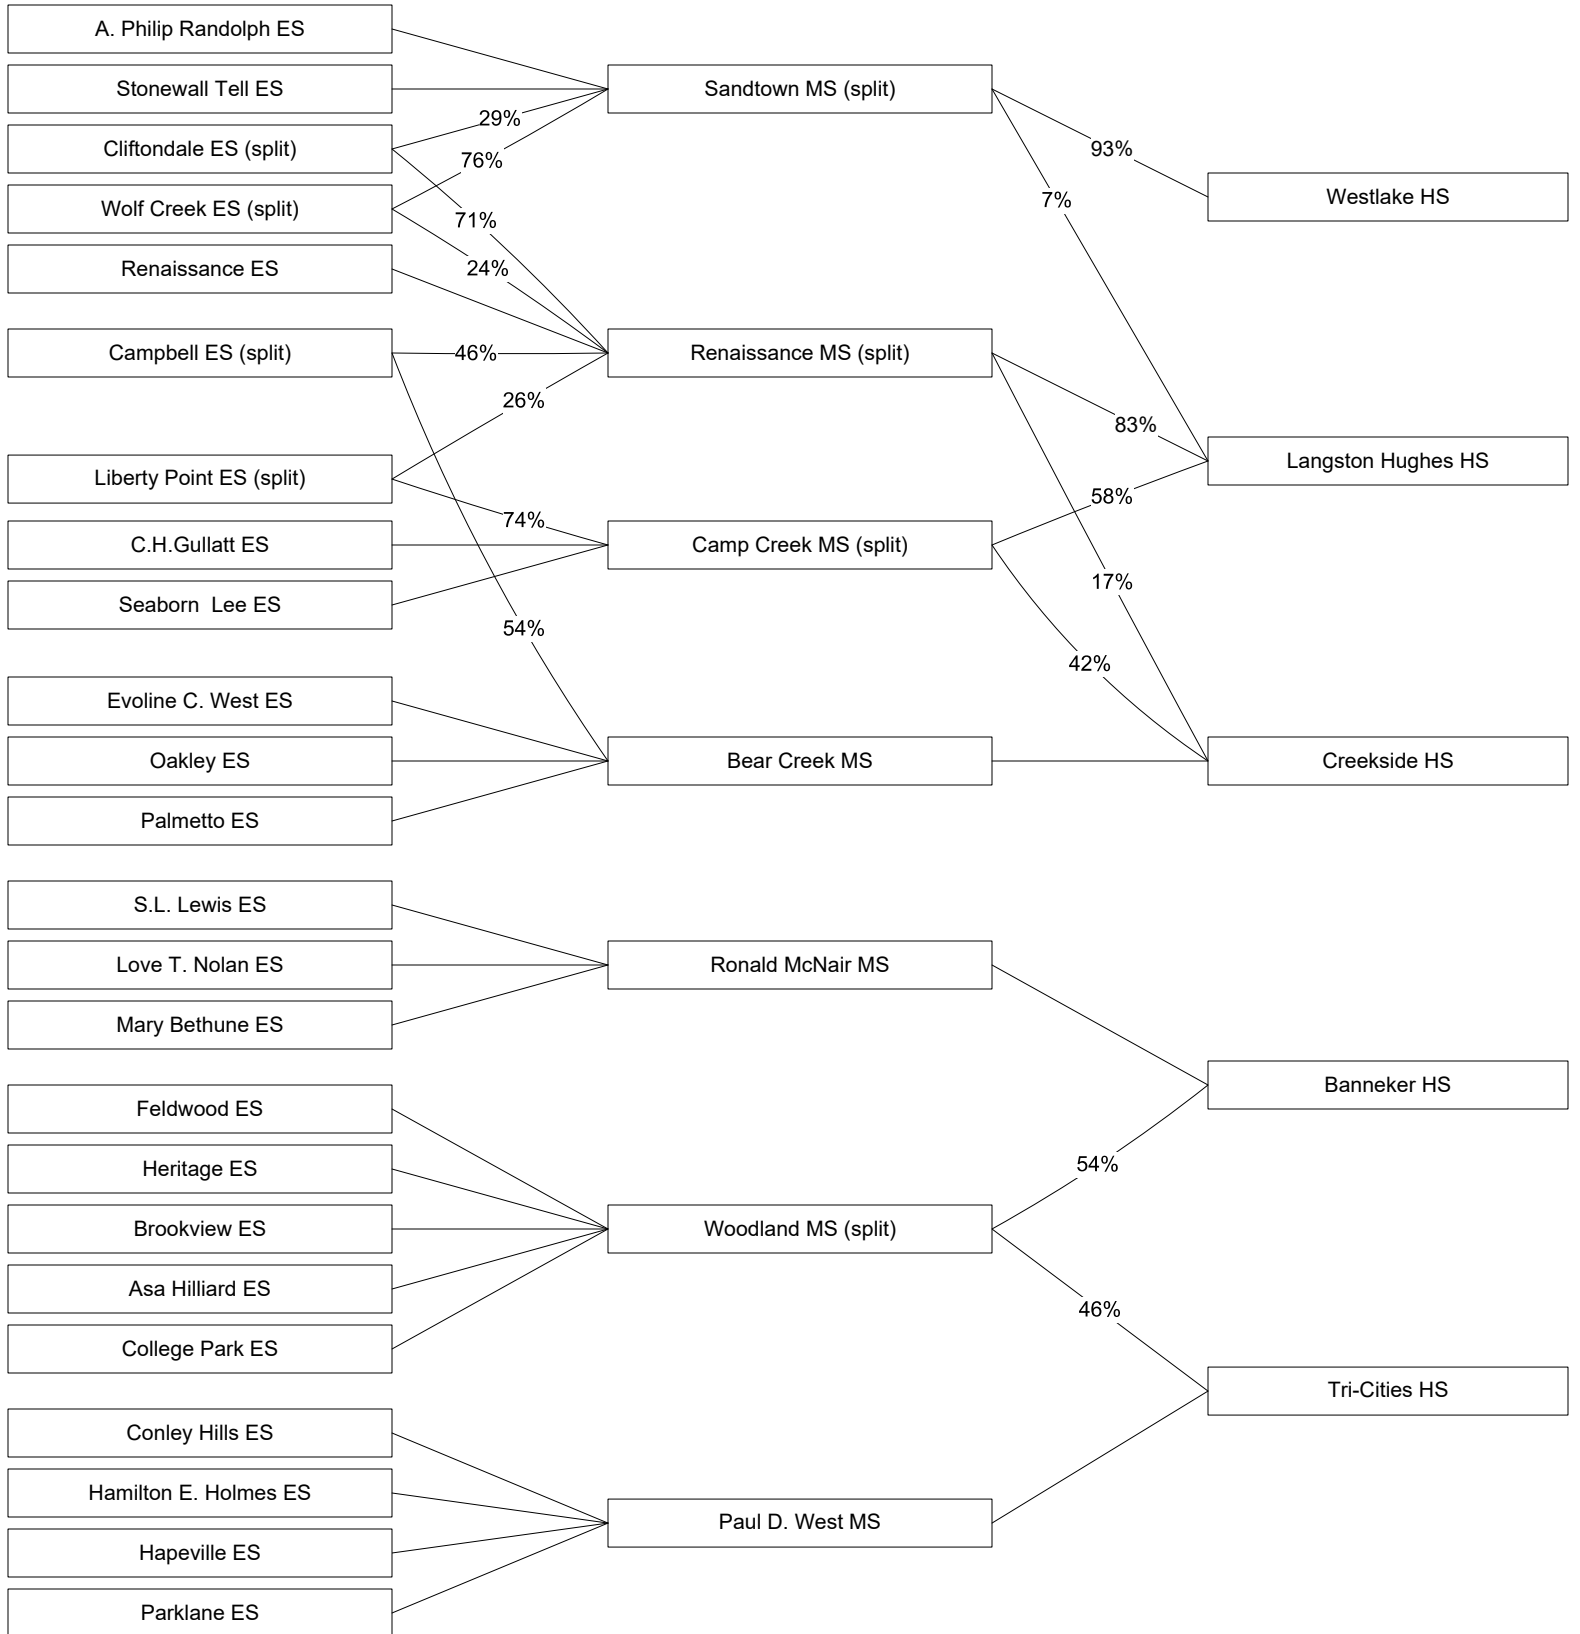 A. Philip Randolph ES
Stonewall Tell ES
Sandtown MS (split)
29%
Cliftondale ES (split)
93%
76%
Wolf Creek ES (split)
Westlake HS
7%
71%
Renaissance ES
24%
Campbell ES (split)
46%
Renaissance MS (split)
26%
83%
Liberty Point ES (split)
Langston Hughes HS
58%
74%
C.H.Gullatt ES
Camp Creek MS (split)
17%
Seaborn  Lee ES
54%
42%
Evoline C. West ES
Oakley ES
Bear Creek MS
Creekside HS
Palmetto ES
S.L. Lewis ES
Love T. Nolan ES
Ronald McNair MS
Mary Bethune ES
Banneker HS
Feldwood ES
54%
Heritage ES
Brookview ES
Woodland MS (split)
Asa Hilliard ES
46%
College Park ES
Tri-Cities HS
Conley Hills ES
Hamilton E. Holmes ES
Paul D. West MS
Hapeville ES
Parklane ES